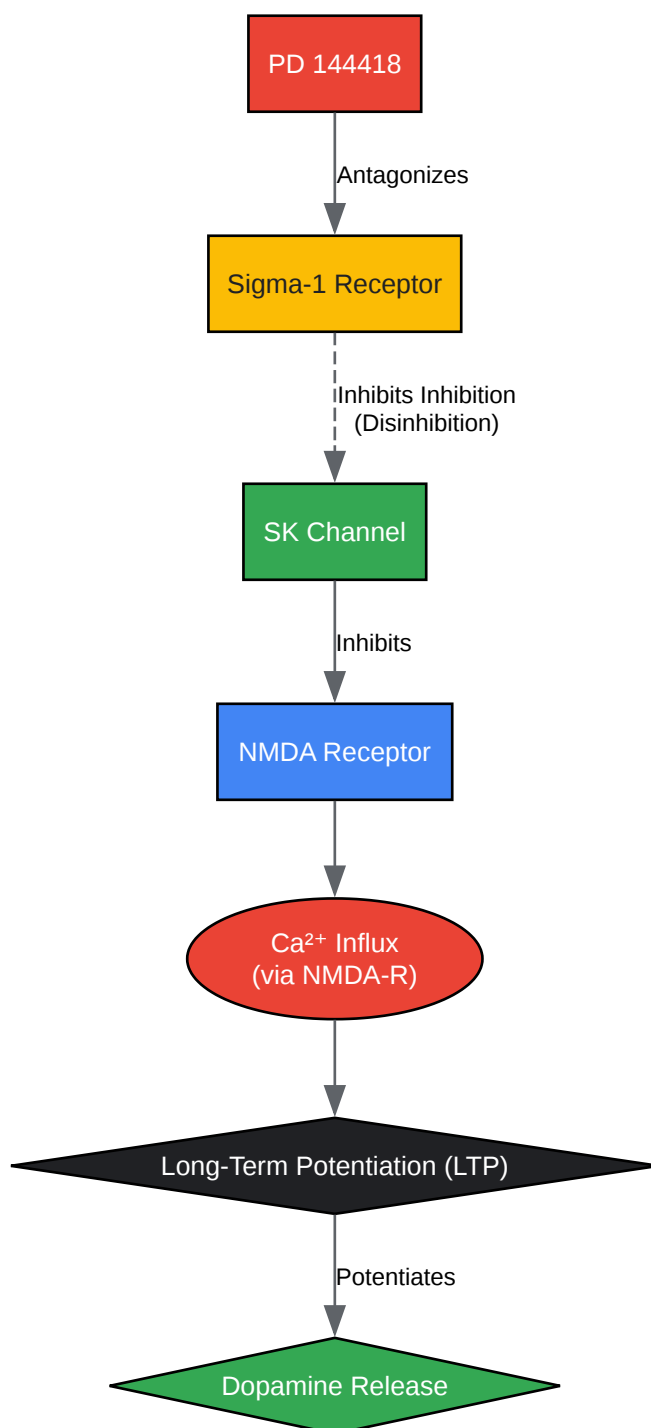 PD 144418
Antagonizes
Sigma-1 Receptor
Inhibits Inhibition
(Disinhibition)
SK Channel
Inhibits
NMDA Receptor
Ca²⁺ Influx
(via NMDA-R)
Long-Term Potentiation (LTP)
Potentiates
Dopamine Release